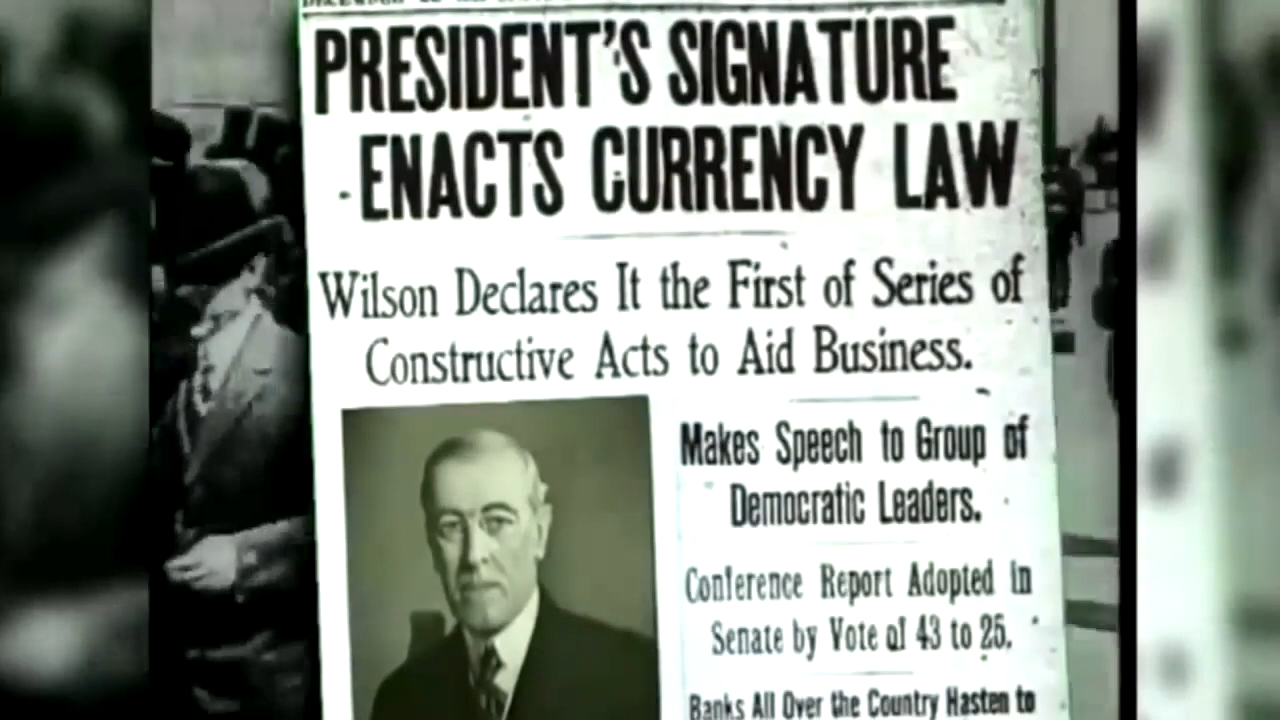 PRESIDENT'S SIGNATURE
ENACTS CURRENCY LAW
Wilson Declares It the First of Series of
Constructive Acts to Aid Business.
Makes Speech to Group of
Democratic Leaders.
Conference Report Adopted in
Senate by Vote of 43 to 25.
Banks All Over the Country Hasten to